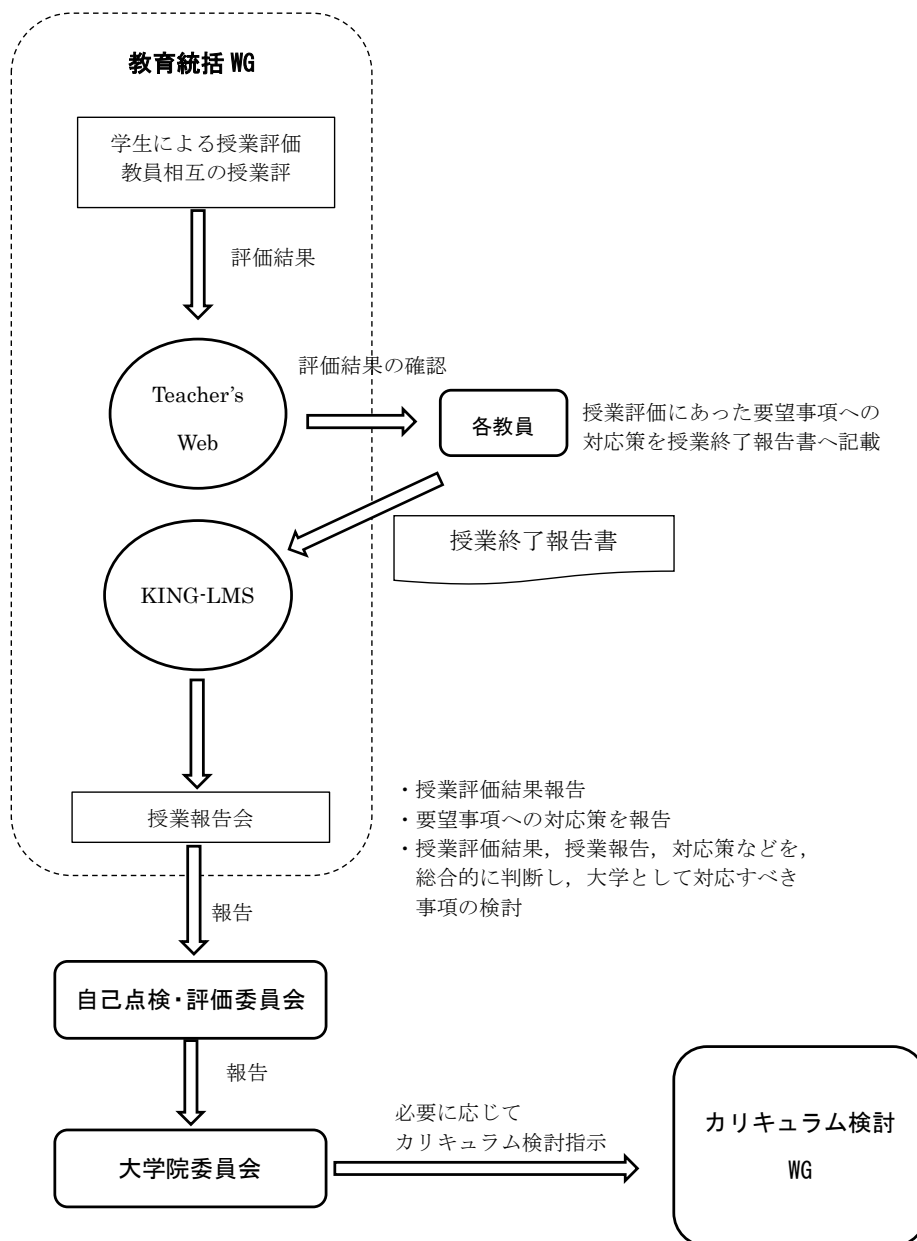 教育統括 WG
学生による授業評価
教員相互の授業評
評価結果
評価結果の確認
Teacher's
Web
各教員
授業評価にあった要望事項への
対応策を授業終了報告書へ記載
授業終了報告書
KING-LMS
授業報告会
・授業評価結果報告
・要望事項への対応策を報告
・授業評価結果，授業報告，対応策などを，
総合的に判断し，大学として対応すべき
事項の検討
報告
自己点検・評価委員会
報告
大学院委員会
必要に応じて
カリキュラム検討指示
カリキュラム検討
WG